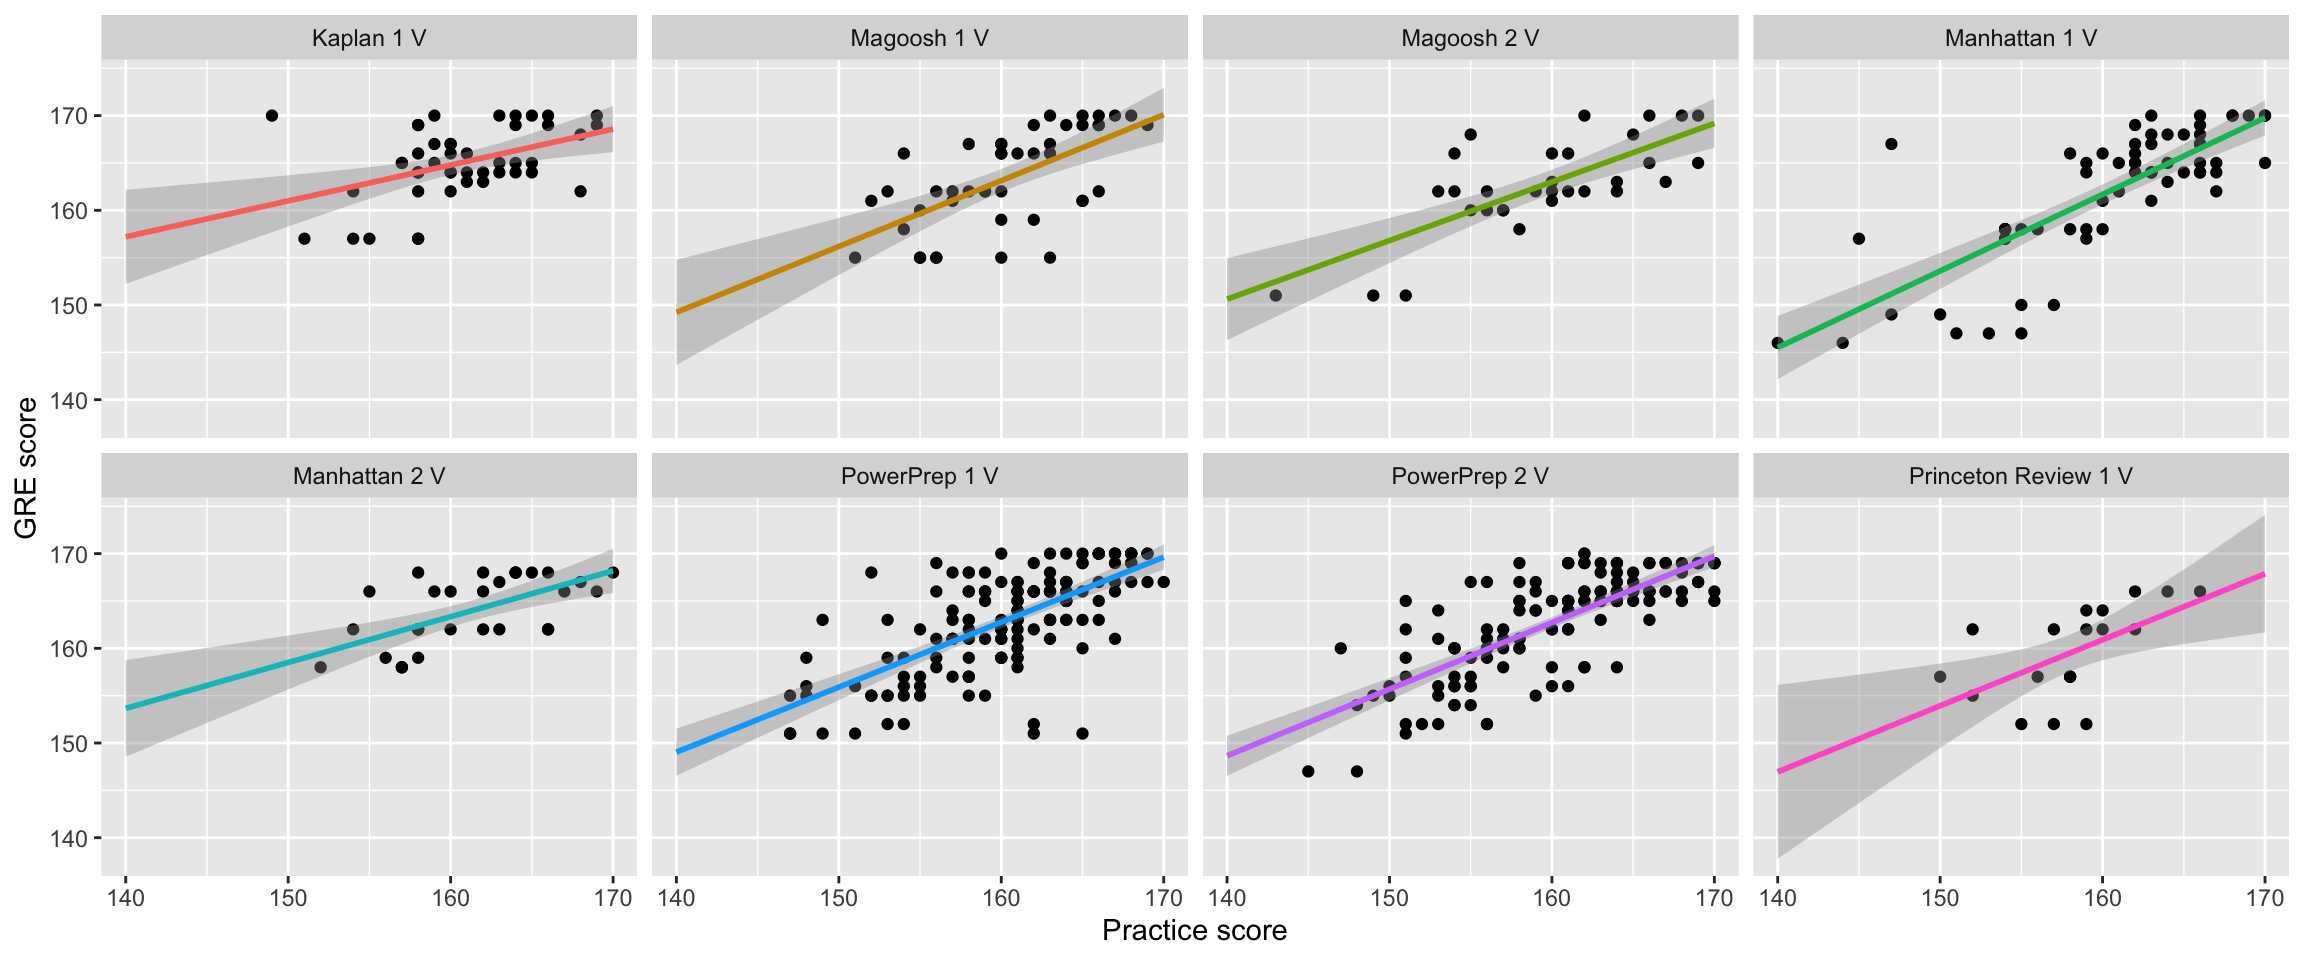 Kaplan 1 V
Magoosh 1 V
Magoosh 2 V
Manhattan 1 V
170
160
150
140
GRE score
Manhattan 2 V
PowerPrep 1 V
PowerPrep 2 V
Princeton Review 1 V
170
160
150
140
140 150 160 170
140 150 160 170
140 150 160 170
140 150 160 170
Practice score